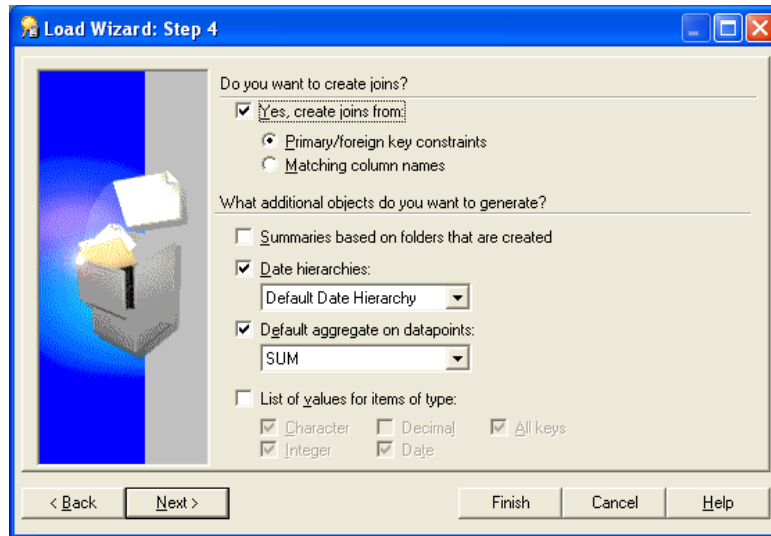 Load Wizard: Step 4
Do you want to create joins?
Yes, create joins from:
Primary/foreign key constraints
Matching column names
What additional objects do you want to generate?
Summaries based on folders that are created
Date hierarchies:
Default Date Hierarchy
Default aggregate on datapoints:
SUM
List of values for items of type:
Character Decimal All keys
Integer Date
< Back Next > Finish Cancel Help